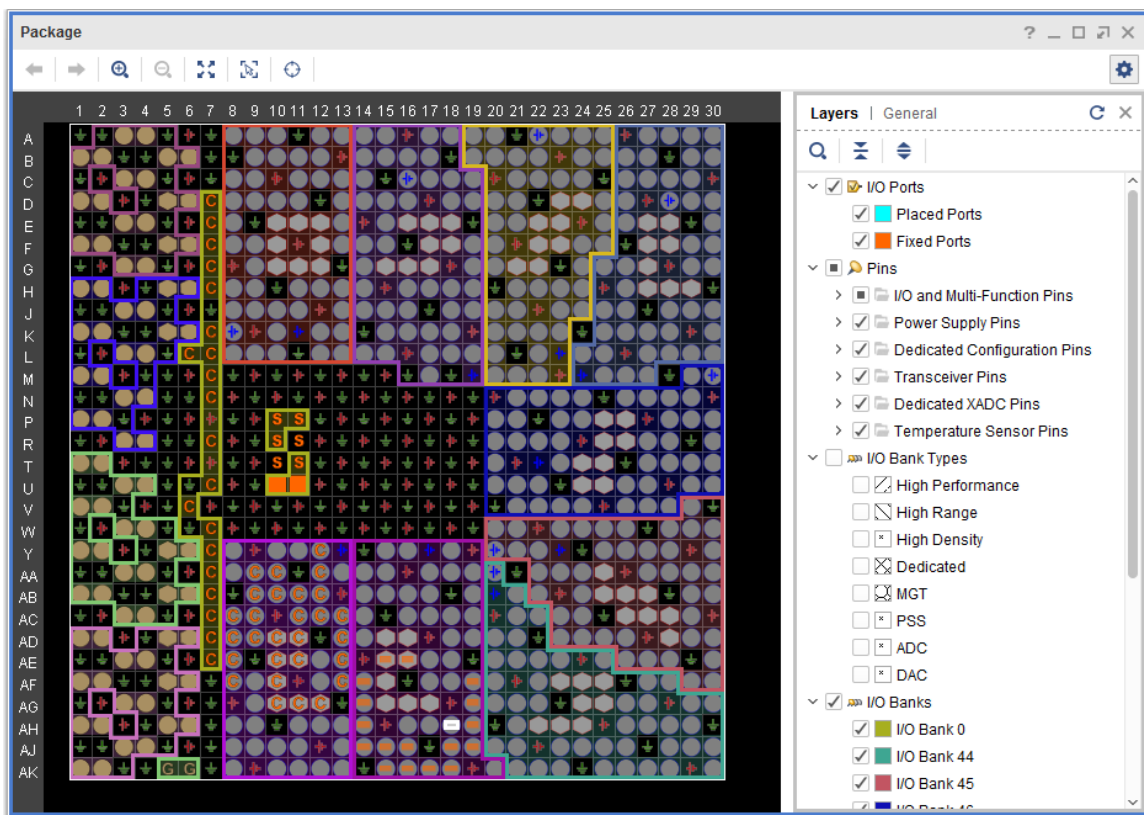 Package
?
1 2 3 4 5 6 7 8 9 10 11 12 13 14 15 16 17 18 19 20 21 22 23 24 25 26 27 28 29 30
A
B
C
D
E
F
G
H
J
K
L
M
N
P
R
T
U
V
W
Y
AA
AB
AC
AD
AE
AF
AG
AH
AJ
AK
C
C
C
C
C
C
C
C C
C
C
S S
C S S
S S
C
C C
C
C C
C C C C
C C C C C C
C C C C C
C C C C C
C C C C
C C C C
C C C
G G
Layers | General
I/O Ports
Placed Ports
Fixed Ports
Pins
I/O and Multi-Function Pins
Power Supply Pins
Dedicated Configuration Pins
Transceiver Pins
Dedicated XADC Pins
Temperature Sensor Pins
I/O Bank Types
High Performance
High Range
High Density
Dedicated
MGT
PSS
ADC
DAC
I/O Banks
I/O Bank 0
I/O Bank 44
I/O Bank 45
I/O Bank 46